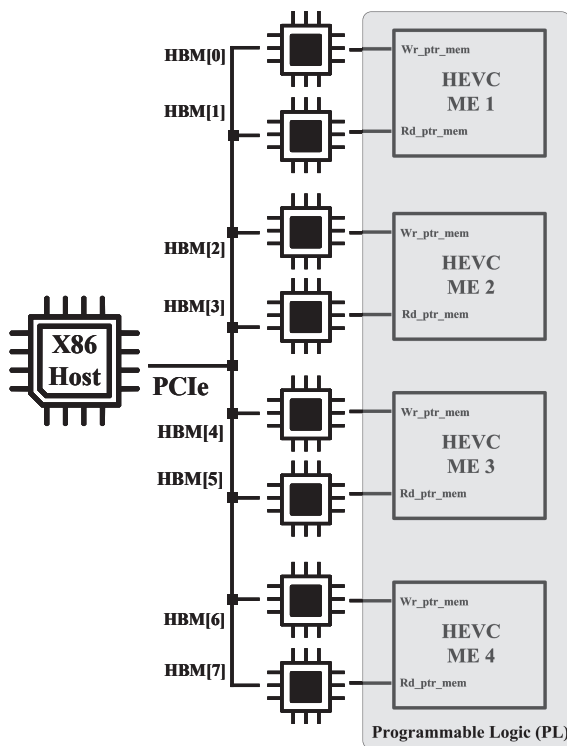 HBM[0]
Wr_ptr_mem
HEVC
ME 1
HBM[1]
Rd_ptr_mem
HBM[2]
Wr_ptr_mem
HEVC
ME 2
HBM[3]
Rd_ptr_mem
X86
Host
PCIe
HBM[4]
Wr_ptr_mem
HEVC
ME 3
HBM[5]
Rd_ptr_mem
HBM[6]
Wr_ptr_mem
HEVC
ME 4
HBM[7]
Rd_ptr_mem
Programmable Logic (PL)